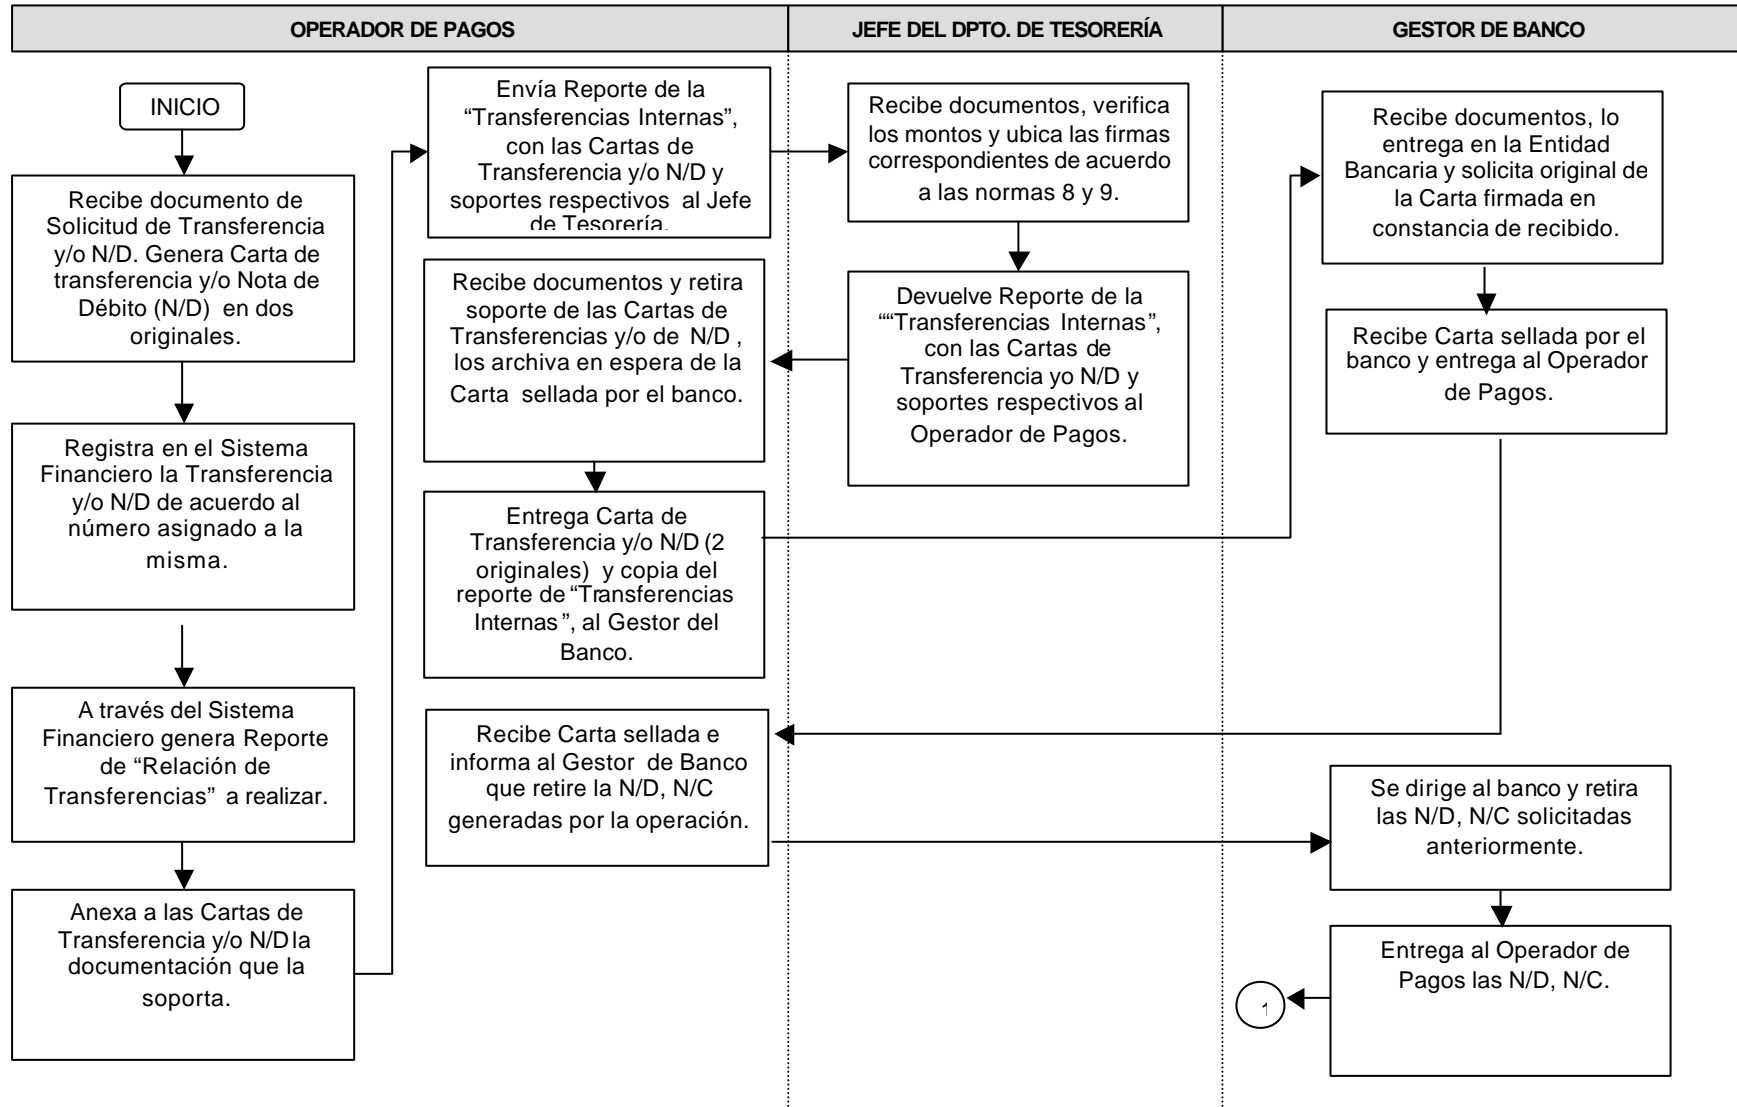 OPERADOR DE PAGOS
JEFE DEL DPTO. DE TESORERÍA
GESTOR DE BANCO
INICIO
Recibe documento de
Solicitud de Transferencia
y/o N/D. Genera Carta de
transferencia y/o Nota de
Débito (N/D) en dos
originales.
Registra en el Sistema
Financiero la Transferencia
y/o N/D de acuerdo al
número asignado a la
misma.
A través del Sistema
Financiero genera Reporte
de “Relación de
Transferencias” a realizar.
Anexa a las Cartas de
Transferencia y/o N/D la
documentación que la
soporta.
Envía Reporte de la
“Transferencias Internas”,
con las Cartas de
Transferencia y/o N/D y
soportes respectivos al Jefe
de Tesorería.
Recibe documentos, verifica
los montos y ubica las firmas
correspondientes de acuerdo
a las normas 8 y 9.
Devuelve Reporte de la
““Transferencias Internas”,
con las Cartas de
Transferencia yo N/D y
soportes respectivos al
Operador de Pagos.
Recibe documentos y retira
soporte de las Cartas de
Transferencias y/o de N/D ,
los archiva en espera de la
Carta sellada por el banco.
Entrega Carta de
Transferencia y/o N/D (2
originales) y copia del
reporte de “Transferencias
Internas”, al Gestor del
Banco.
Recibe documentos, lo
entrega en la Entidad
Bancaria y solicita original de
la Carta firmada en
constancia de recibido.
Recibe Carta sellada por el
banco y entrega al Operador
de Pagos.
Recibe Carta sellada e
informa al Gestor de Banco
que retire la N/D, N/C
generadas por la operación.
Se dirige al banco y retira
las N/D, N/C solicitadas
anteriormente.
Entrega al Operador de
Pagos las N/D, N/C.
1